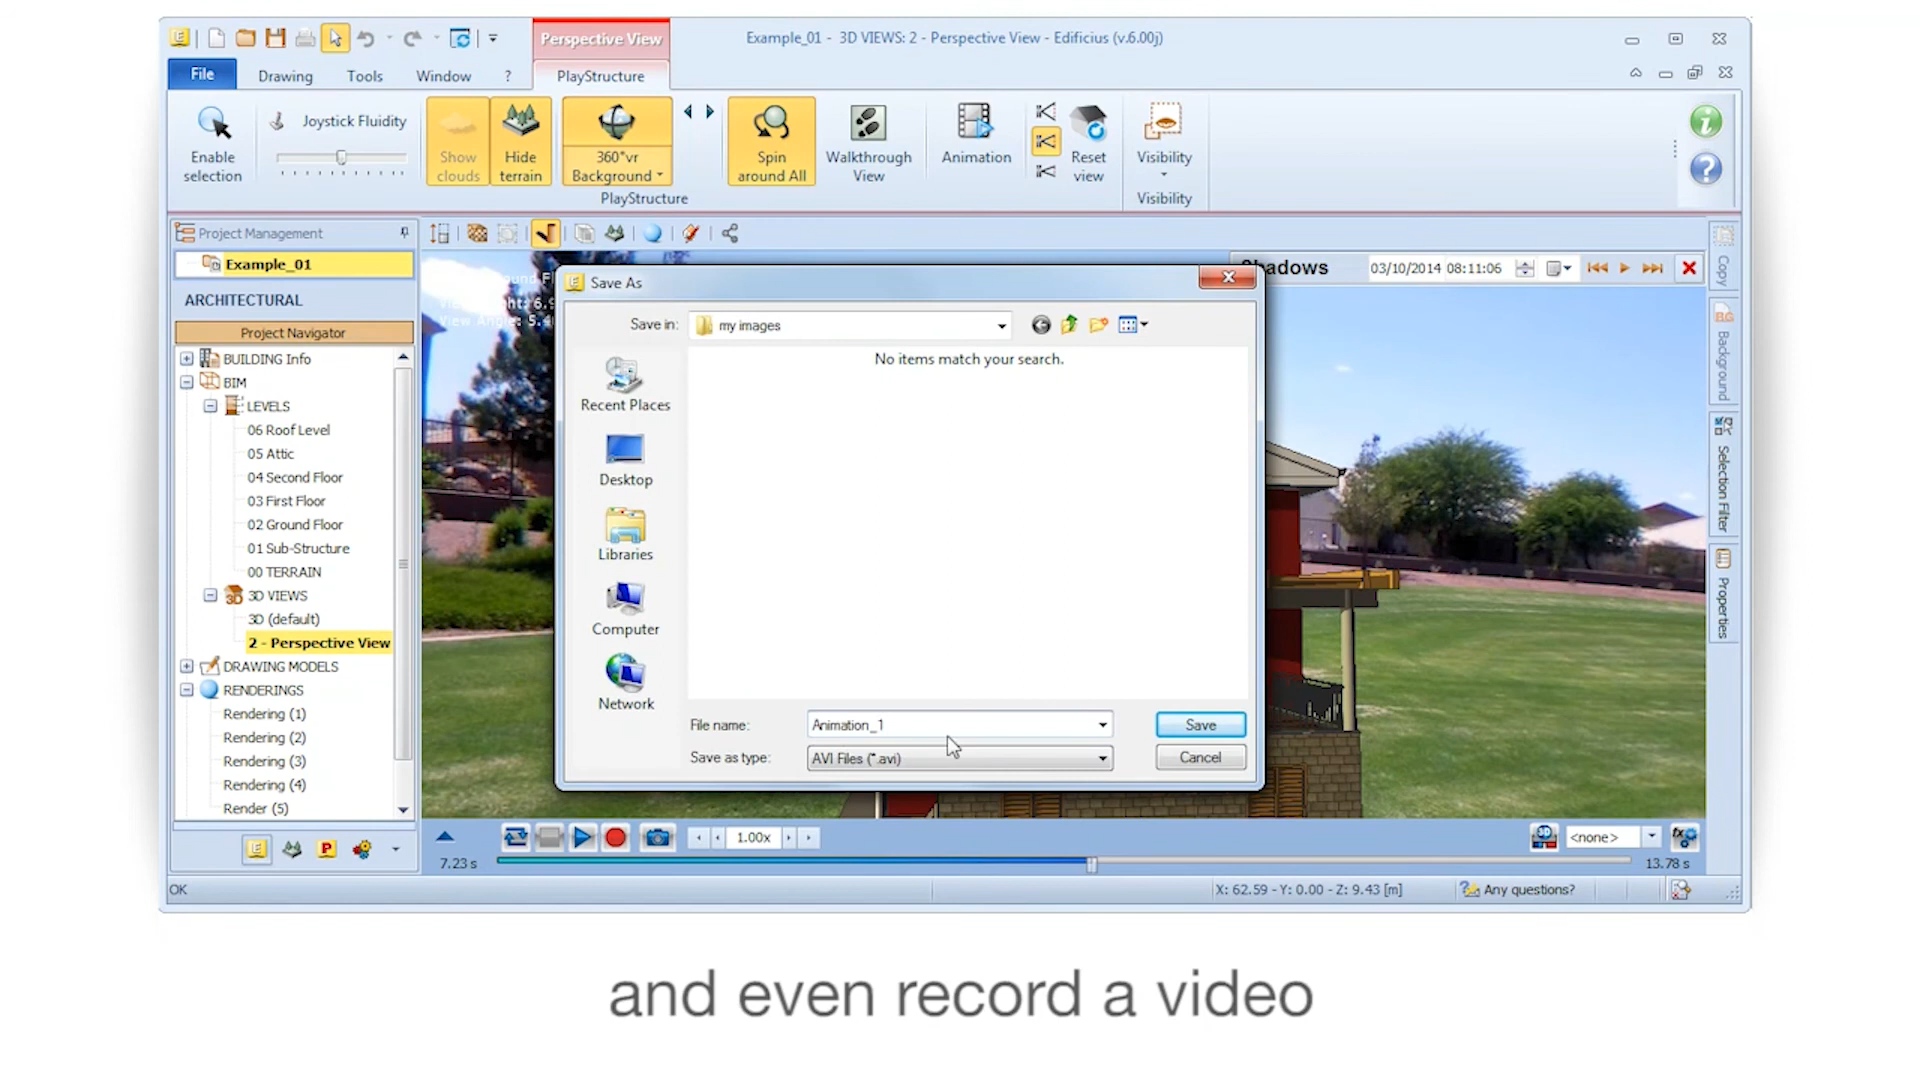 Perspective View
Example_01 - 3D VIEWS: 2 - Perspective View - Edificius (v.6.00j)
File
Drawing
Tools
Window
?
PlayStructure
Enable
selection
Joystick Fluidity
Show
clouds
Hide
terrain
360°vr
Background
Spin
around All
Walkthrough
View
Animation
Reset
view
Visibility
PlayStructure
Visibility
Project Management
Example_01
ARCHITECTURAL
Project Navigator
BUILDING Info
BIM
LEVELS
06 Roof Level
05 Attic
04 Second Floor
03 First Floor
02 Ground Floor
01 Sub-Structure
00 TERRAIN
3D VIEWS
3D (default)
2 - Perspective View
DRAWING MODELS
RENDERINGS
Rendering (1)
Rendering (2)
Rendering (3)
Rendering (4)
Render (5)
Shadows
03/10/2014 08:11:06
Save As
Save in:
my images
No items match your search.
Recent Places
Desktop
Libraries
Computer
Network
File name:
Animation_1
Save
Save as type:
AVI Files (*.avi)
Cancel
Copy
Background
Selection Filter
Properties
1.00x
<none>
7.23 s
13.78 s
OK
X: 62.59 - Y: 0.00 - Z: 9.43 [m]
Any questions?
and even record a video